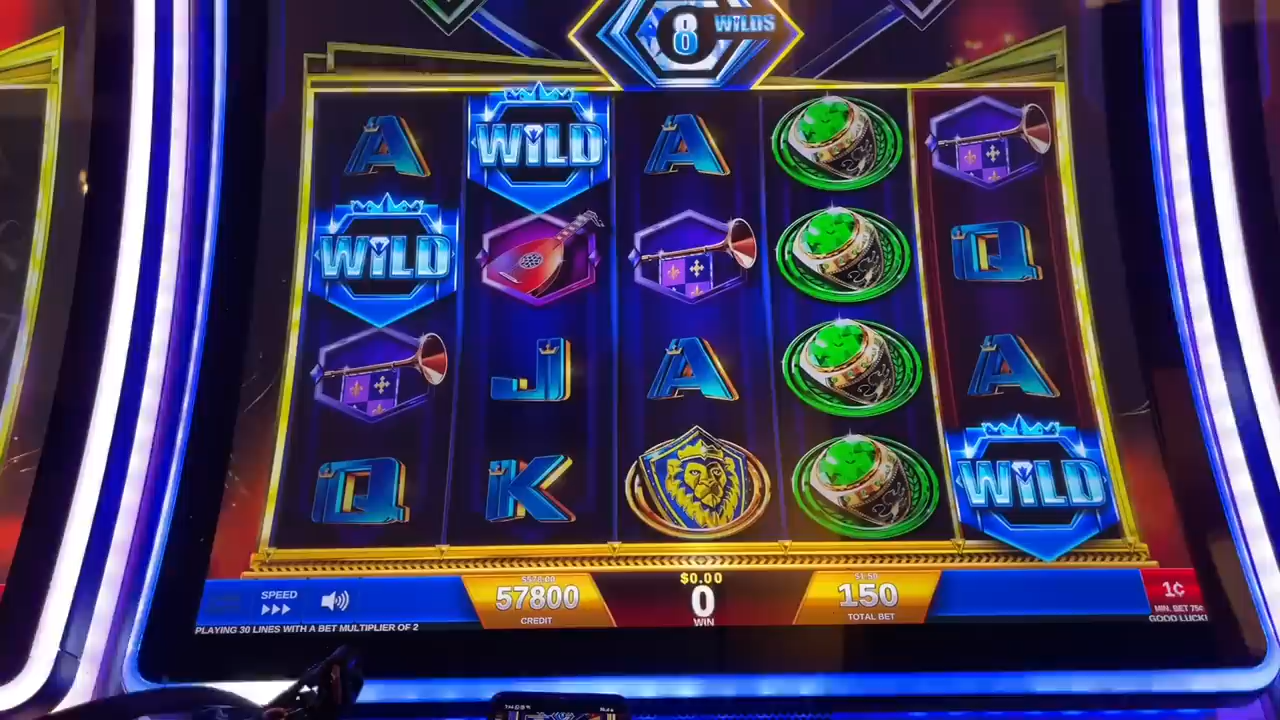 8 WILDS
A WILD A
WILD Q
J A A
Q K WILD
SPEED
$578.00
57800
CREDIT
$0.00
0
WIN
$1.50
150
TOTAL BET
1¢
MIN. BET 75¢
GOOD LUCK!
PLAYING 30 LINES WITH A BET MULTIPLIER OF 2